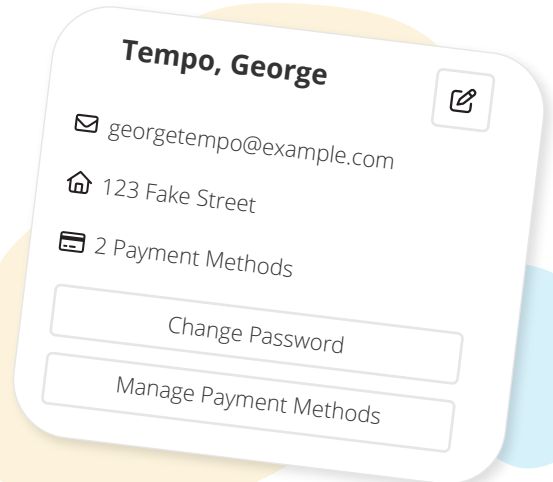 Tempo, George
georgetempo@example.com
123 Fake Street
2 Payment Methods
Change Password
Manage Payment Methods